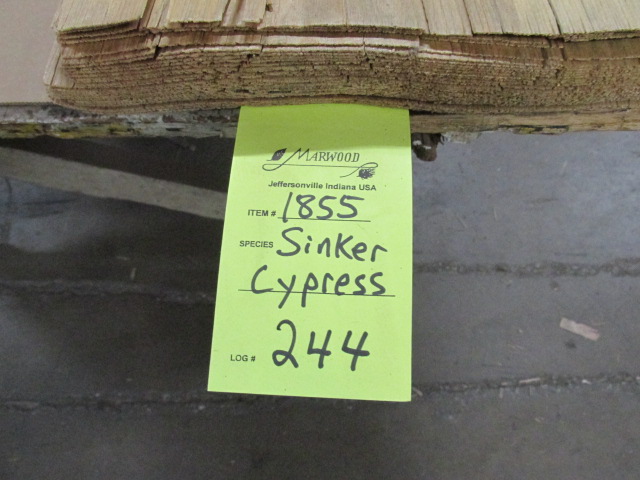 MARWOOD
Jeffersonville Indiana USA
ITEM # 1855
SPECIES Sinker
Cypress
LOG # 244